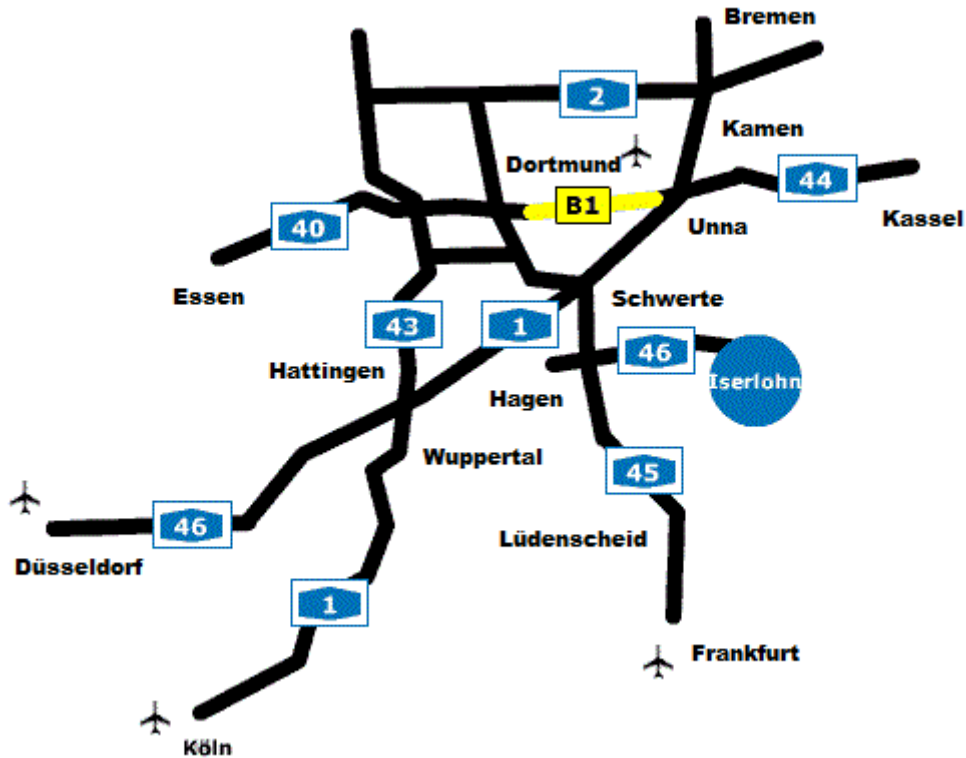 Bremen
2
Kamen
Dortmund
44
B1
Kassel
40
Unna
Essen
Schwerte
43
1
46
Hattingen
Iserlohn
Hagen
Wuppertal
45
46
Lüdenscheid
Düsseldorf
1
Frankfurt
Köln